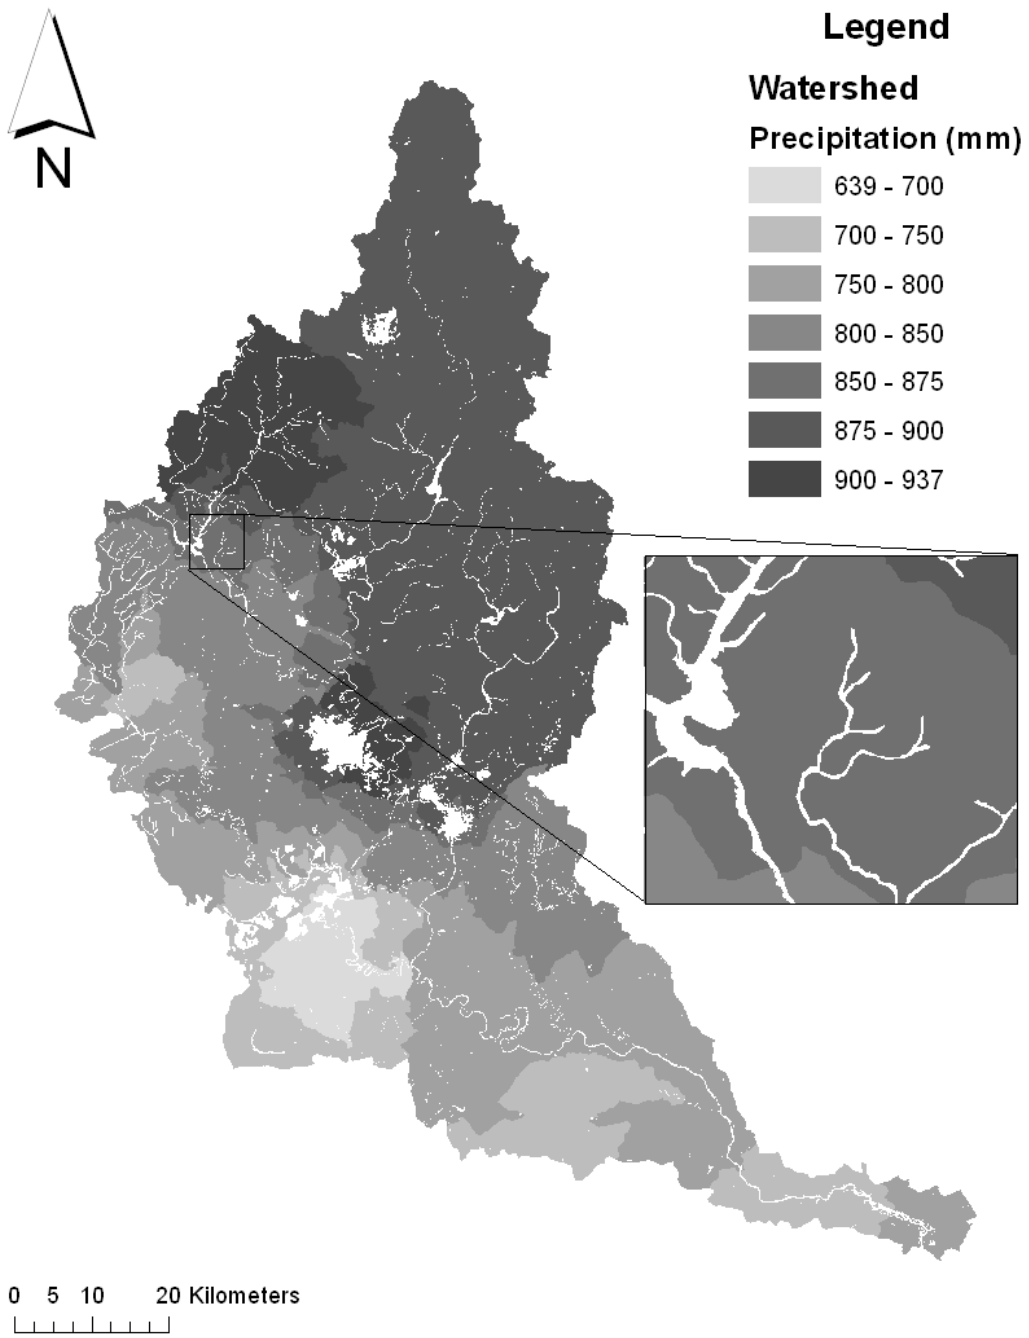 Legend
Watershed
Precipitation (mm)
639 - 700
700 - 750
750 - 800
800 - 850
850 - 875
875 - 900
900 - 937
N
0 5 10 20 Kilometers